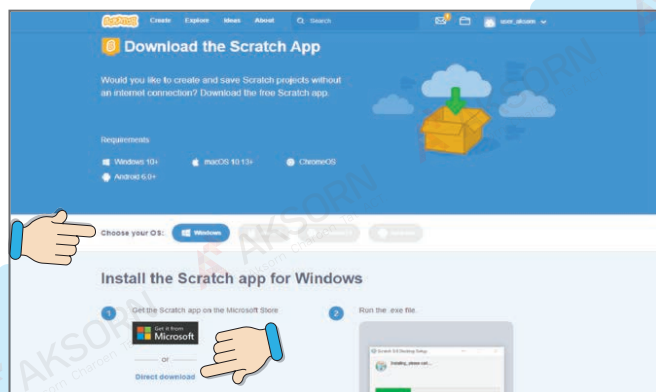 SCRATCH Create Explore Ideas About Search
Download the Scratch App
Would you like to create and save Scratch projects without
an internet connection? Download the free Scratch app.
Requirements
Windows 10+ macOS 10.13+ ChromeOS
Android 6.0+
Choose your OS: Windows
Install the Scratch app for Windows
1 Get the Scratch app on the Microsoft Store
2 Run the .exe file.
Get it from
Microsoft
or
Direct download
AKSORN